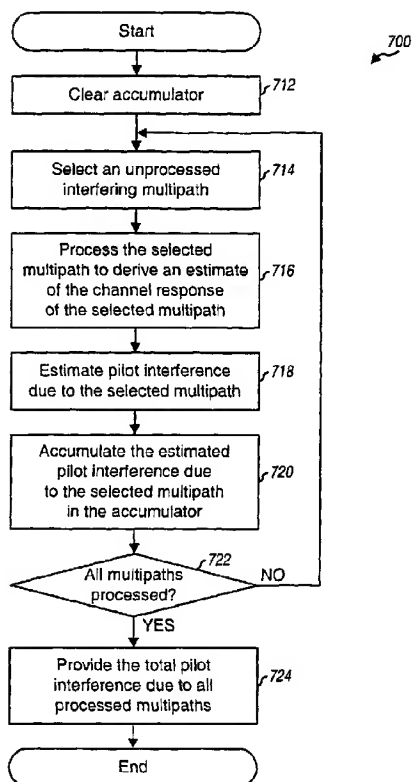 Start
700
Clear accumulator
712
Select an unprocessed
interfering multipath
714
Process the selected
multipath to derive an estimate
of the channel response
of the selected multipath
716
Estimate pilot interference
due to the selected multipath
718
Accumulate the estimated
pilot interference due
to the selected multipath
in the accumulator
720
722
All multipaths
processed?
NO
YES
Provide the total pilot
interference due to all
processed multipaths
724
End